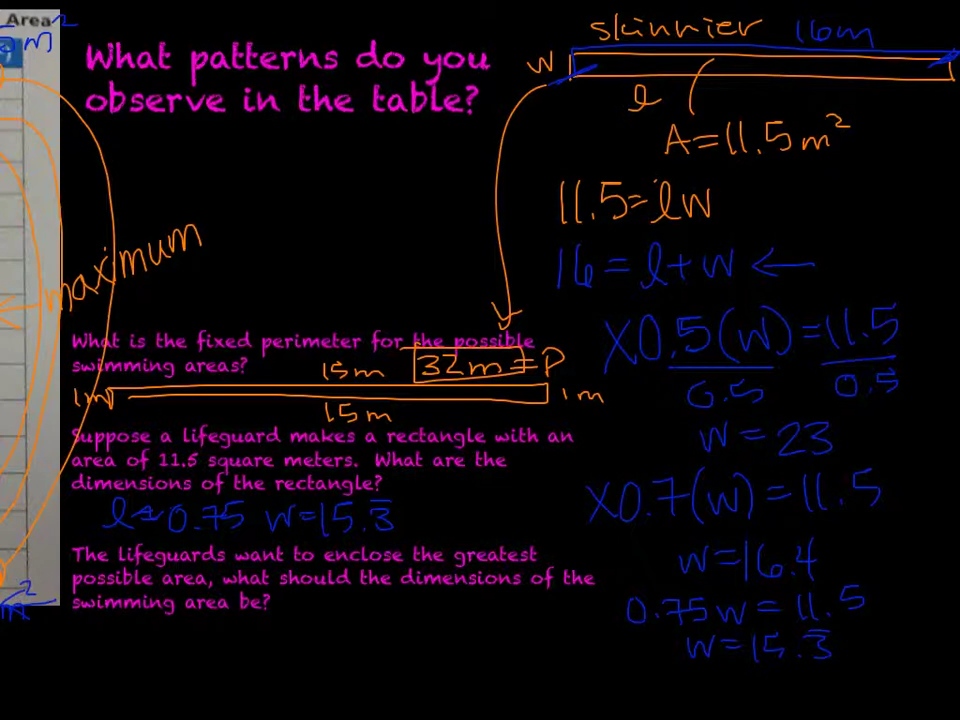 Area
5m²
What patterns do you
observe in the table?
maximum
What is the fixed perimeter for the possible
swimming areas?
32m = P
15m
1m
1m
15m
Suppose a lifeguard makes a rectangle with an
area of 11.5 square meters. What are the
dimensions of the rectangle?
l≈0.75 w=15.3̅
The lifeguards want to enclose the greatest
possible area, what should the dimensions of the
swimming area be?
m²
skinnier 16m
w
l
A=11.5m²
11.5=lw
16=l+w ←
X0.5(w)=11.5
0.5 0.5
w=23
X0.7(w)=11.5
w=16.4
0.75w=11.5
w=15.3̅